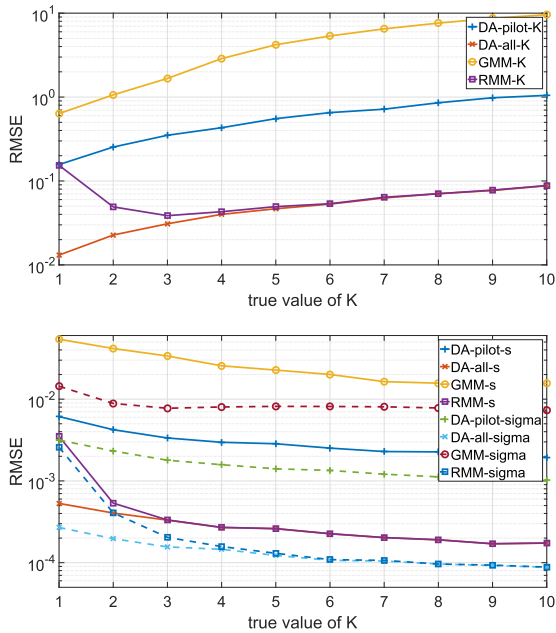 10^1
10^0
10^-1
10^-2
RMSE
DA-pilot-K
DA-all-K
GMM-K
RMM-K
1 2 3 4 5 6 7 8 9 10
true value of K
10^-2
10^-3
10^-4
RMSE
DA-pilot-s
DA-all-s
GMM-s
RMM-s
DA-pilot-sigma
DA-all-sigma
GMM-sigma
RMM-sigma
1 2 3 4 5 6 7 8 9 10
true value of K